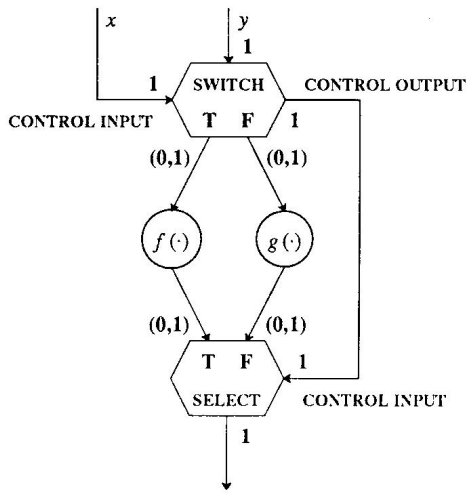 x y
1
1 SWITCH CONTROL OUTPUT
CONTROL INPUT T F 1
(0,1) (0,1)
f(·) g(·)
(0,1) (0,1)
T F 1
SELECT CONTROL INPUT
1